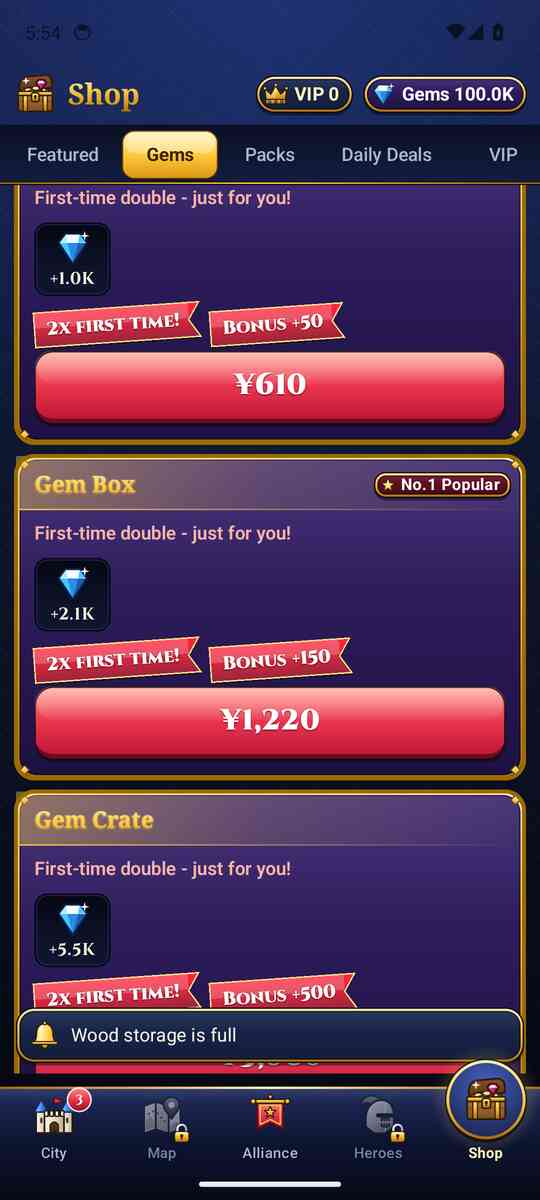 5:54
Shop
VIP 0
Gems 100.0K
Featured
Gems
Packs
Daily Deals
VIP
First-time double - just for you!
+1.0K
2X FIRST TIME!
BONUS +50
¥610
Gem Box
No.1 Popular
First-time double - just for you!
+2.1K
2X FIRST TIME!
BONUS +150
¥1,220
Gem Crate
First-time double - just for you!
+5.5K
2X FIRST TIME!
BONUS +500
Wood storage is full
3
City
Map
Alliance
Heroes
Shop